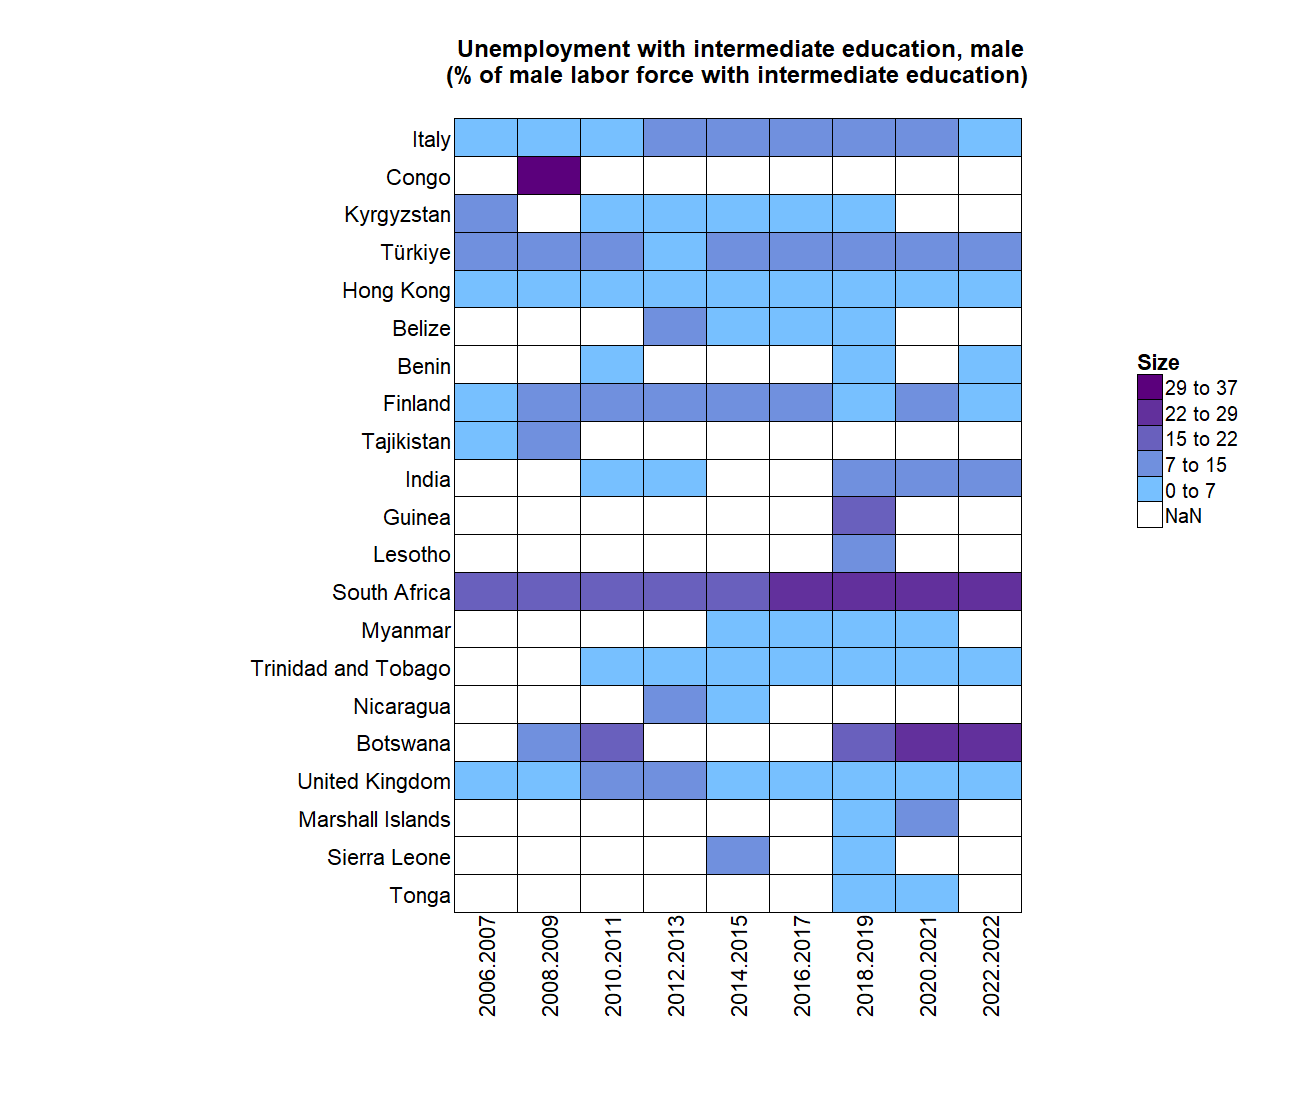 Unemployment with intermediate education, male
(% of male labor force with intermediate education)
Italy
Congo
Kyrgyzstan
Türkiye
Hong Kong
Belize
Benin
Finland
Tajikistan
India
Guinea
Lesotho
South Africa
Myanmar
Trinidad and Tobago
Nicaragua
Botswana
United Kingdom
Marshall Islands
Sierra Leone
Tonga
2006.2007
2008.2009
2010.2011
2012.2013
2014.2015
2016.2017
2018.2019
2020.2021
2022.2022
Size
29 to 37
22 to 29
15 to 22
7 to 15
0 to 7
NaN